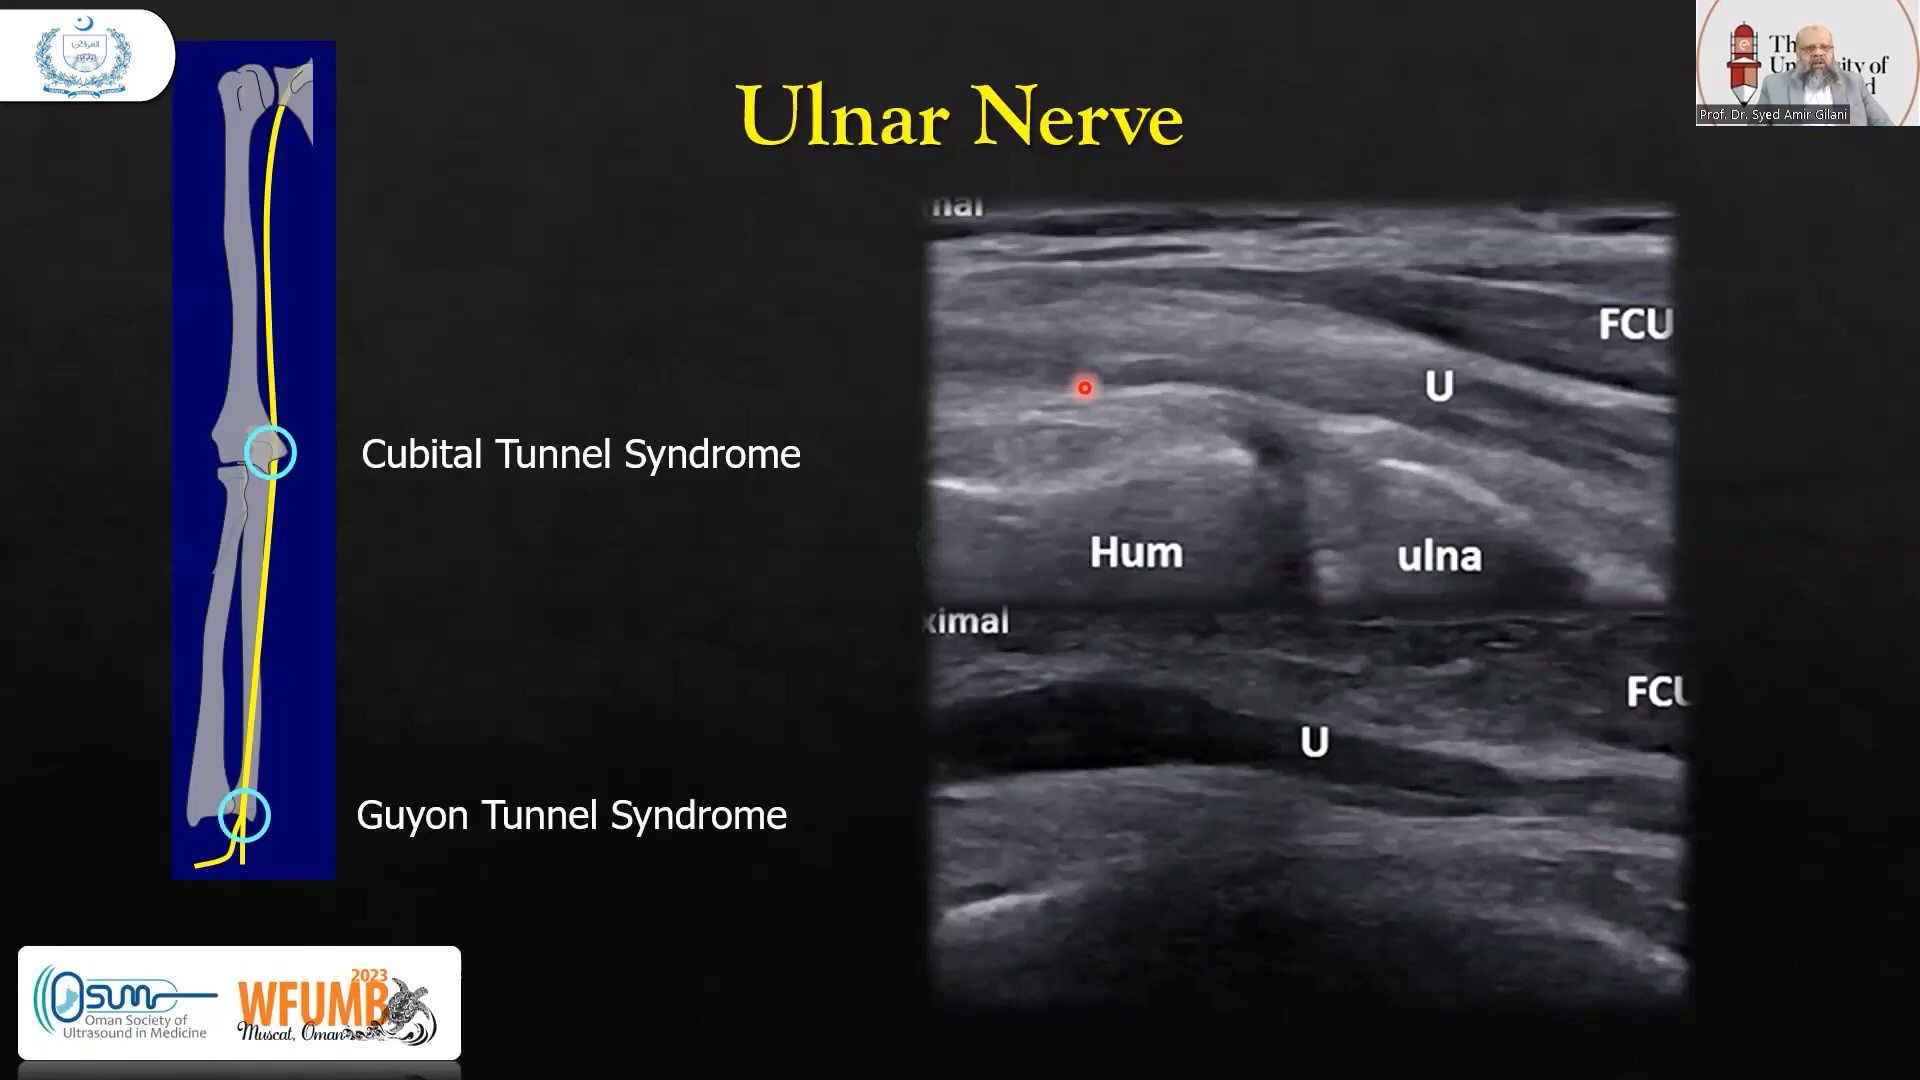 Ulnar Nerve
Prof. Dr. Syed Amir Gilani
FCU
U
Hum
ulna
ximal
FCU
U
Cubital Tunnel Syndrome
Guyon Tunnel Syndrome
OSUM
Oman Society of
Ultrasound in Medicine
2023
WFUMB
Muscat, Oman